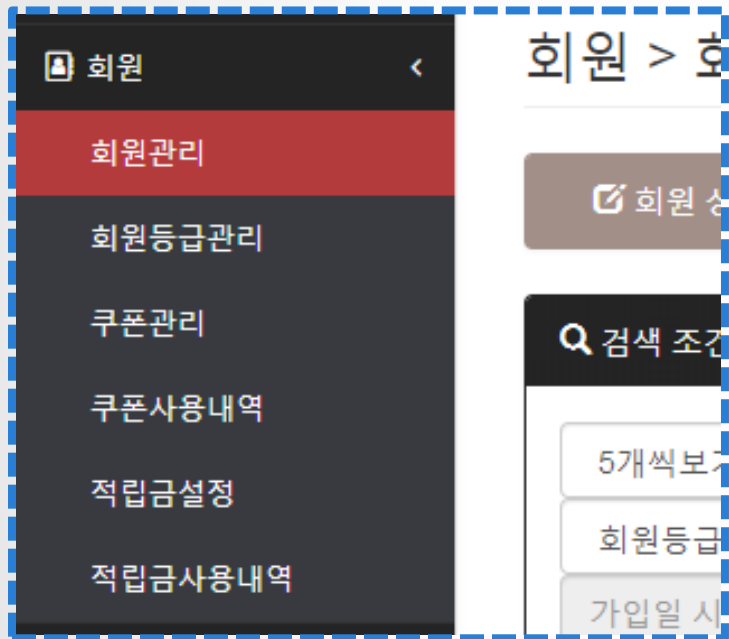 회원
회원관리
회원등급관리
쿠폰관리
쿠폰사용내역
적립금설정
적립금사용내역
회원 >
회원
검색 조건
5개씩보기
회원등급
가입일 시